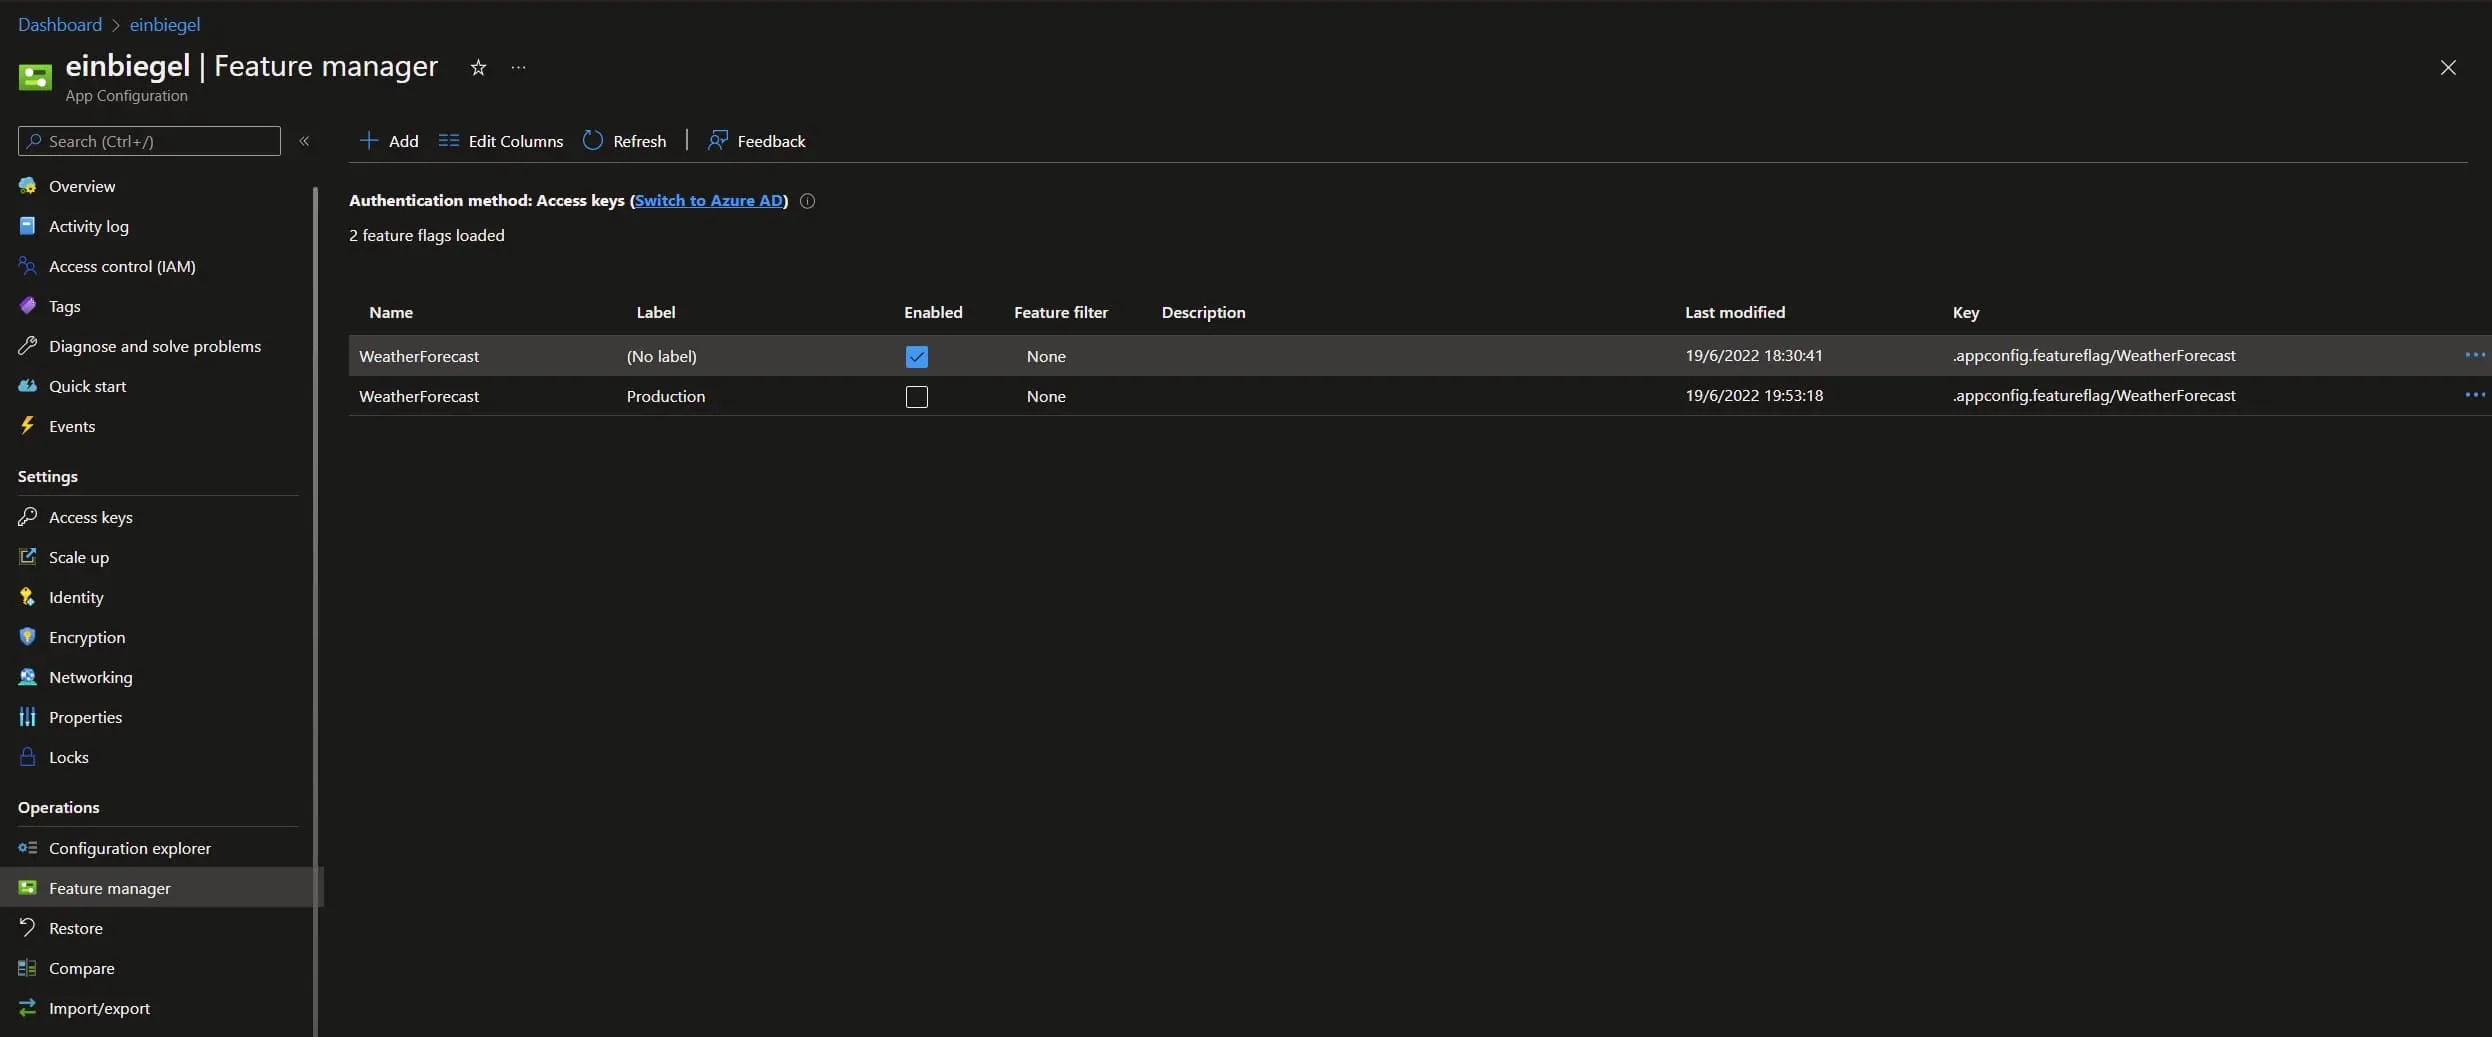 Dashboard > einbiegel
einbiegel | Feature manager ...
App Configuration
Search (Ctrl+/) «
Add Edit Columns Refresh | Feedback
Overview
Activity log
Access control (IAM)
Tags
Diagnose and solve problems
Quick start
Events
Settings
Access keys
Scale up
Identity
Encryption
Networking
Properties
Locks
Operations
Configuration explorer
Feature manager
Restore
Compare
Import/export
Authentication method: Access keys (Switch to Azure AD)
2 feature flags loaded
Name Label Enabled Feature filter Description Last modified Key
WeatherForecast (No label) None 19/6/2022 18:30:41 .appconfig.featureflag/WeatherForecast ...
WeatherForecast Production None 19/6/2022 19:53:18 .appconfig.featureflag/WeatherForecast ...